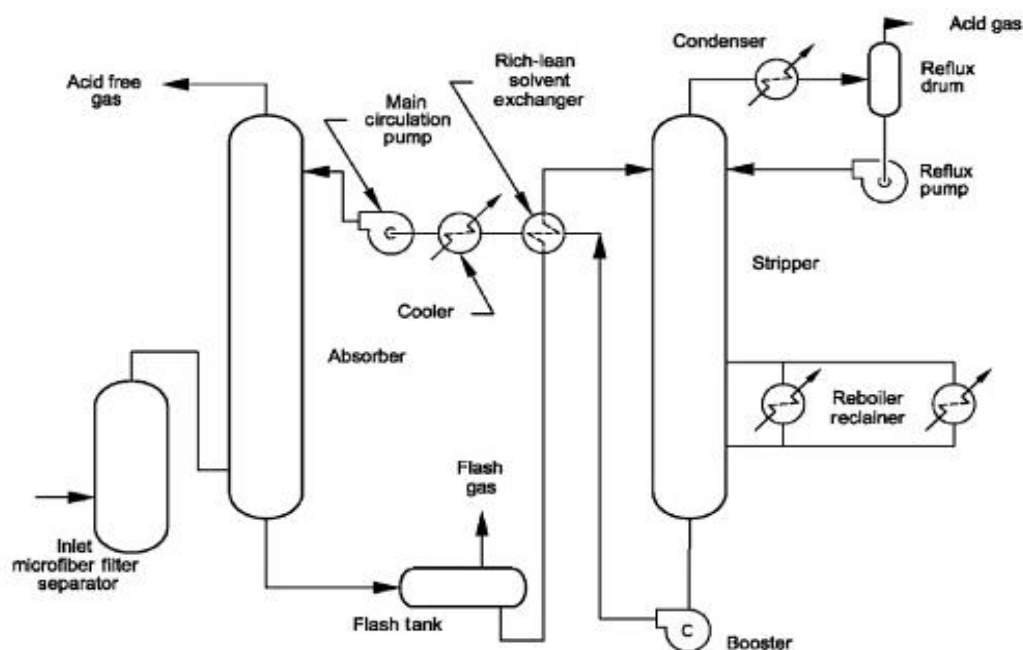 Acid gas
Condenser
Reflux
drum
Rich-lean
solvent
exchanger
Acid free
gas
Main
circulation
pump
Reflux
pump
Stripper
Cooler
Absorber
Reboiler
reclainer
Flash
gas
Inlet
microfiber filter
separator
Flash tank
C
Booster